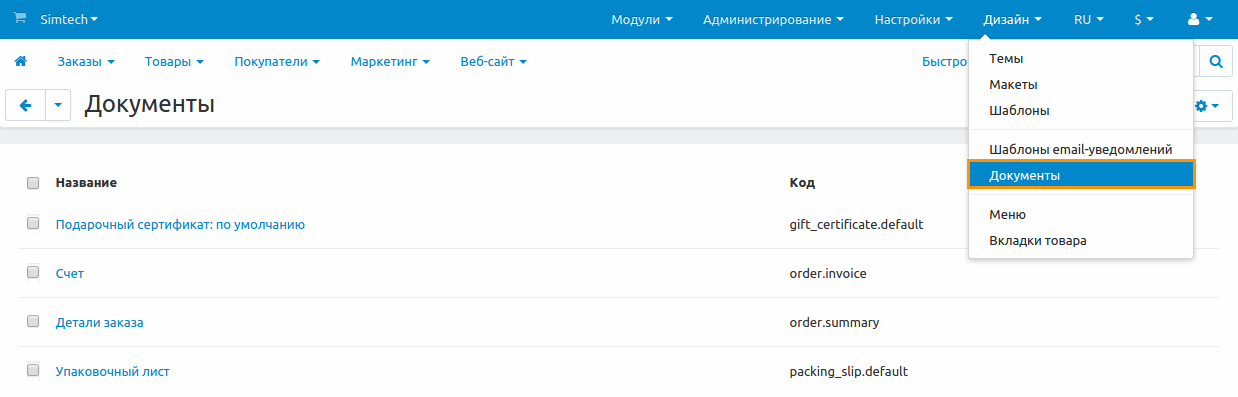 Simtech Модули Администрирование Настройки Дизайн RU $
Заказы Товары Покупатели Маркетинг Веб-сайт Быстро
Документы
Темы
Макеты
Шаблоны
Шаблоны email-уведомлений
Документы
Меню
Вкладки товара
Название Код
Подарочный сертификат: по умолчанию gift_certificate.default
Счет order.invoice
Детали заказа order.summary
Упаковочный лист packing_slip.default